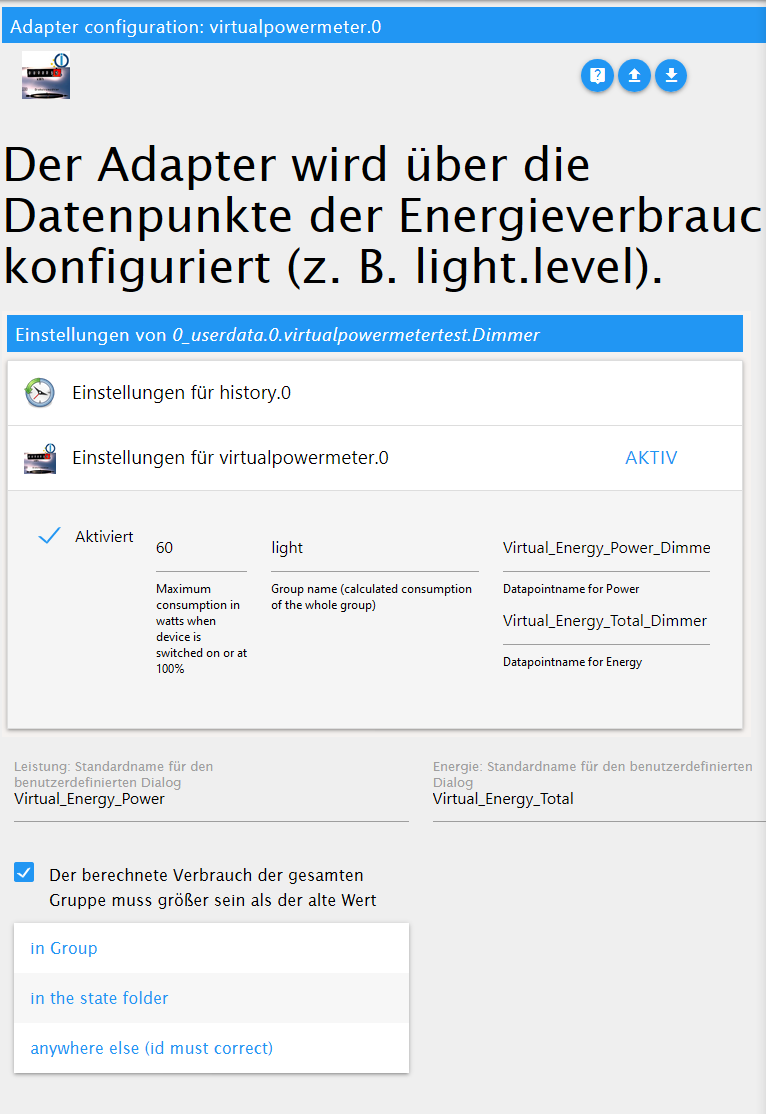 Adapter configuration: virtualpowermeter.0
Der Adapter wird über die
Datenpunkte der Energieverbrauc
konfiguriert (z. B. light.level).
Einstellungen von 0_userdata.0.virtualpowermetertest.Dimmer
Einstellungen für history.0
Einstellungen für virtualpowermeter.0
AKTIV
Aktiviert
60
Maximum
consumption in
watts when
device is
switched on or at
100%
light
Group name (calculated consumption
of the whole group)
Virtual_Energy_Power_Dimme
Datapointname for Power
Virtual_Energy_Total_Dimmer
Datapointname for Energy
Leistung: Standardname für den
benutzerdefinierten Dialog
Virtual_Energy_Power
Energie: Standardname für den benutzerdefinierten
Dialog
Virtual_Energy_Total
Der berechnete Verbrauch der gesamten
Gruppe muss größer sein als der alte Wert
in Group
in the state folder
anywhere else (id must correct)